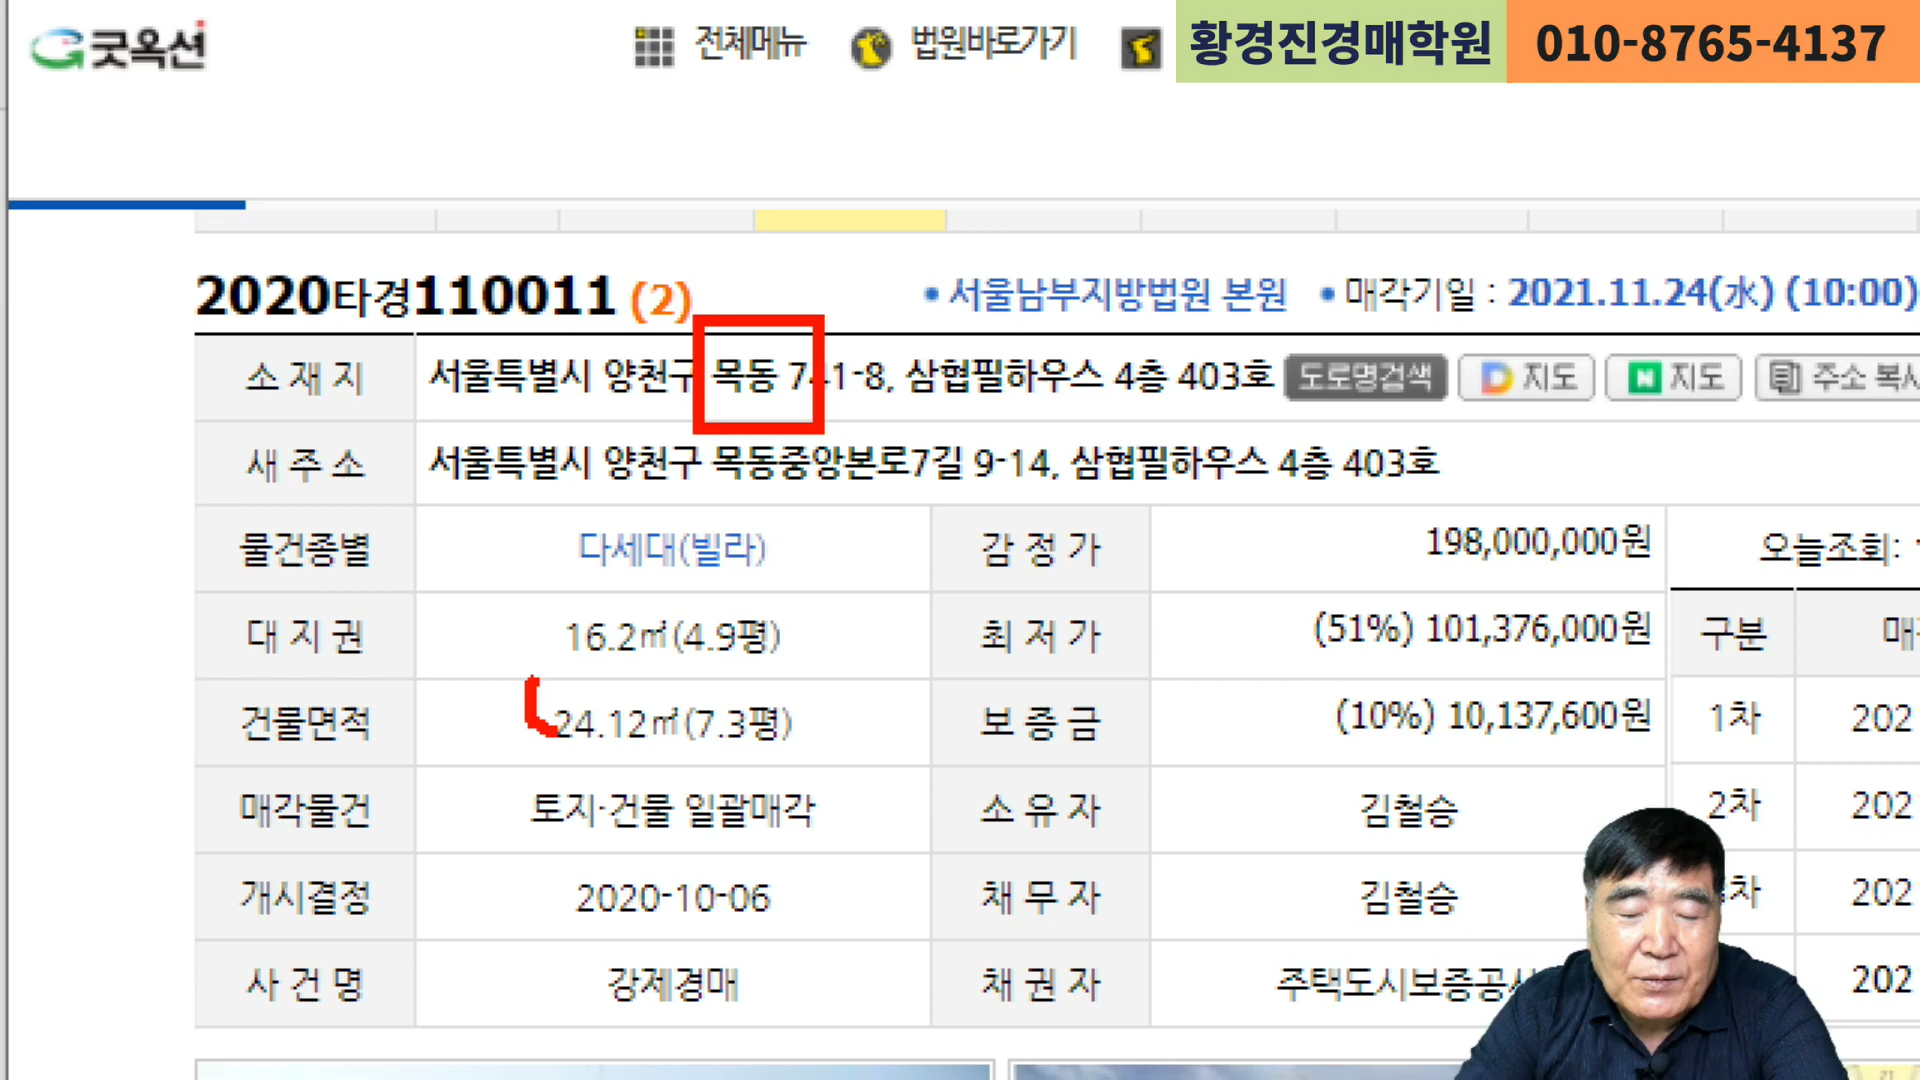 굿옥션 전체메뉴 법원바로가기 황경진경매학원 010-8765-4137
2020타경110011 (2) • 서울남부지방법원 본원 • 매각기일 : 2021.11.24(水) (10:00)
소 재 지 서울특별시 양천구 목동 741-8, 삼협필하우스 4층 403호 도로명검색 D 지도 N 지도 주소 복사
새 주 소 서울특별시 양천구 목동중앙본로7길 9-14, 삼협필하우스 4층 403호
물건종별 다세대(빌라) 감 정 가 198,000,000원 오늘조회:
대 지 권 16.2㎡(4.9평) 최 저 가 (51%) 101,376,000원 구분
건물면적 24.12㎡(7.3평) 보 증 금 (10%) 10,137,600원 1차 202
매각물건 토지·건물 일괄매각 소 유 자 김철승 2차 202
개시결정 2020-10-06 채 무 자 김철승 차 202
사 건 명 강제경매 채 권 자 주택도시보증공사 202